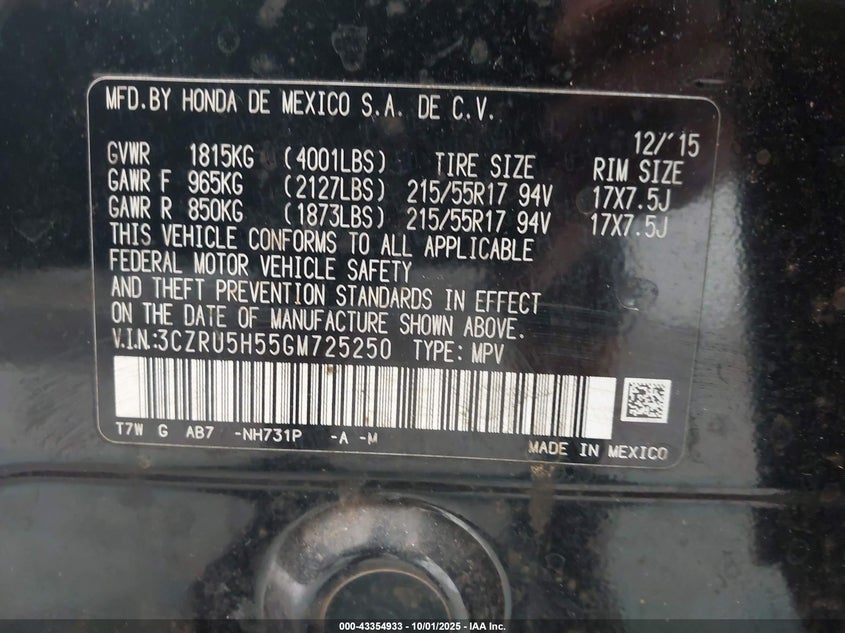 MFD.BY HONDA DE MEXICO S.A. DE C.V.
12/'15
GVWR 1815KG (4001LBS) TIRE SIZE RIM SIZE
GAWR F 965KG (2127LBS) 215/55R17 94V 17X7.5J
GAWR R 850KG (1873LBS) 215/55R17 94V 17X7.5J
THIS VEHICLE CONFORMS TO ALL APPLICABLE
FEDERAL MOTOR VEHICLE SAFETY
AND THEFT PREVENTION STANDARDS IN EFFECT
ON THE DATE OF MANUFACTURE SHOWN ABOVE.
V.I.N.:3CZRU5H55GM725250 TYPE: MPV
T7W G AB7 -NH731P -A -M
MADE IN MEXICO
000-43354933 - 10/01/2025 - IAA Inc.